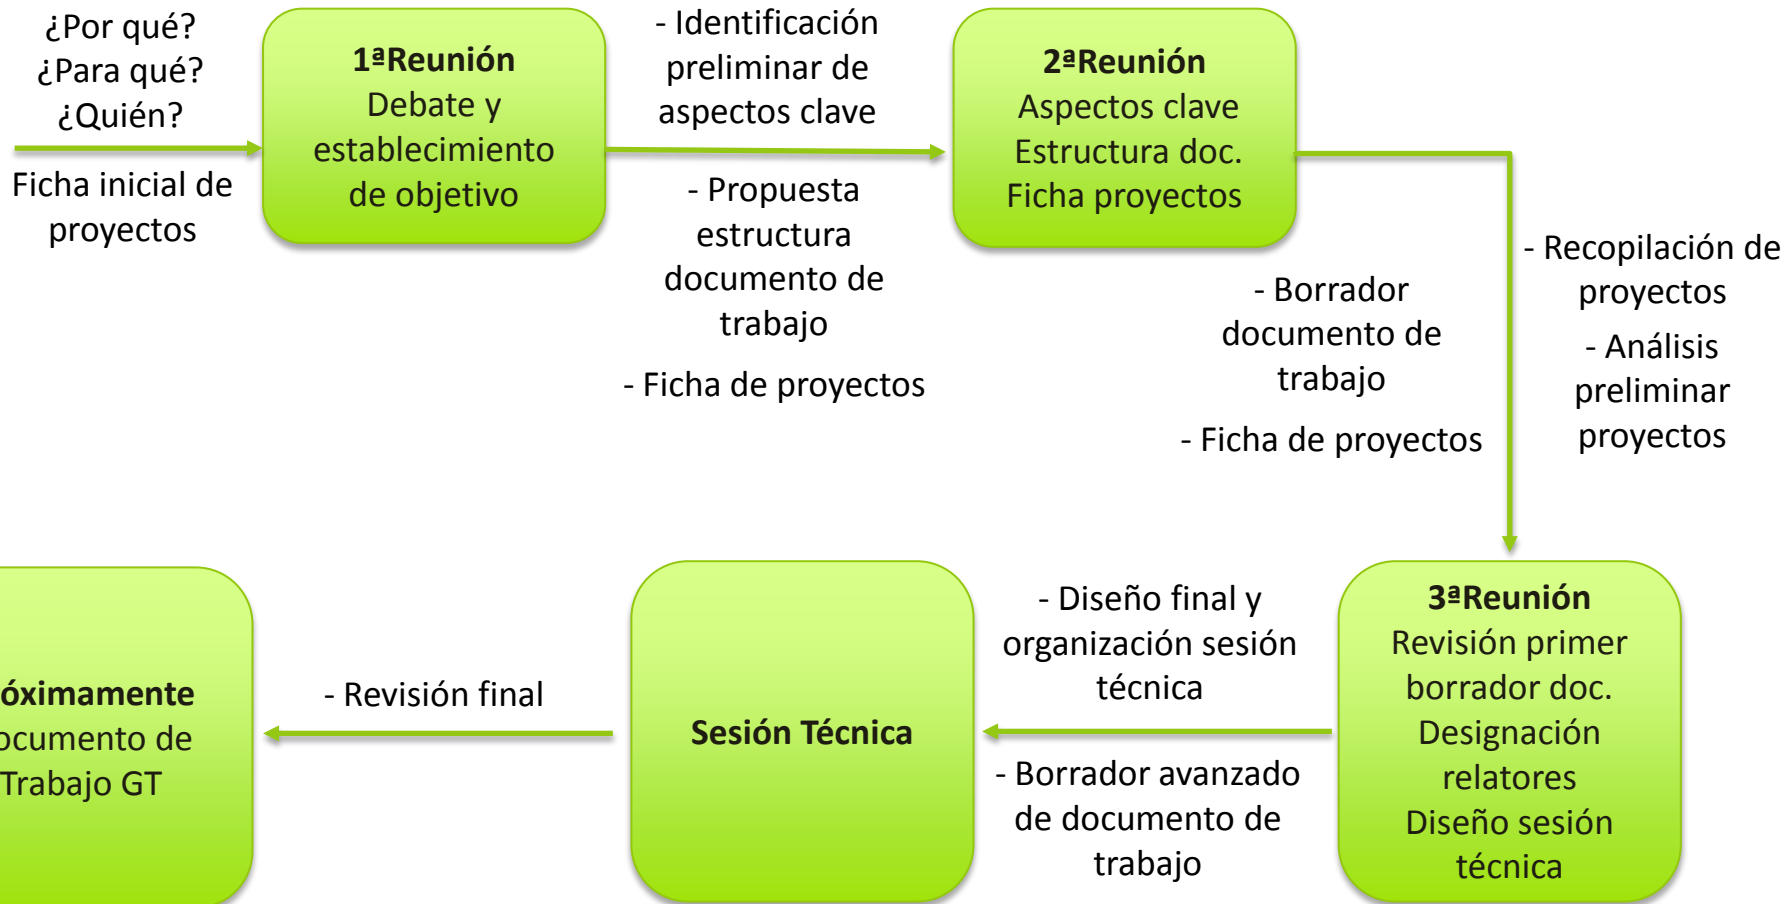 ¿Por qué?
¿Para qué?
¿Quién?
Ficha inicial de
proyectos
1ªReunión
Debate y
establecimiento
de objetivo
- Identificación
preliminar de
aspectos clave
- Propuesta
estructura
documento de
trabajo
- Ficha de proyectos
2ªReunión
Aspectos clave
Estructura doc.
Ficha proyectos
- Borrador
documento de
trabajo
- Ficha de proyectos
- Recopilación de
proyectos
- Análisis
preliminar
proyectos
3ªReunión
Revisión primer
borrador doc.
Designación
relatores
Diseño sesión
técnica
- Diseño final y
organización sesión
técnica
- Borrador avanzado
de documento de
trabajo
Sesión Técnica
- Revisión final
óximamente
ocumento de
Trabajo GT